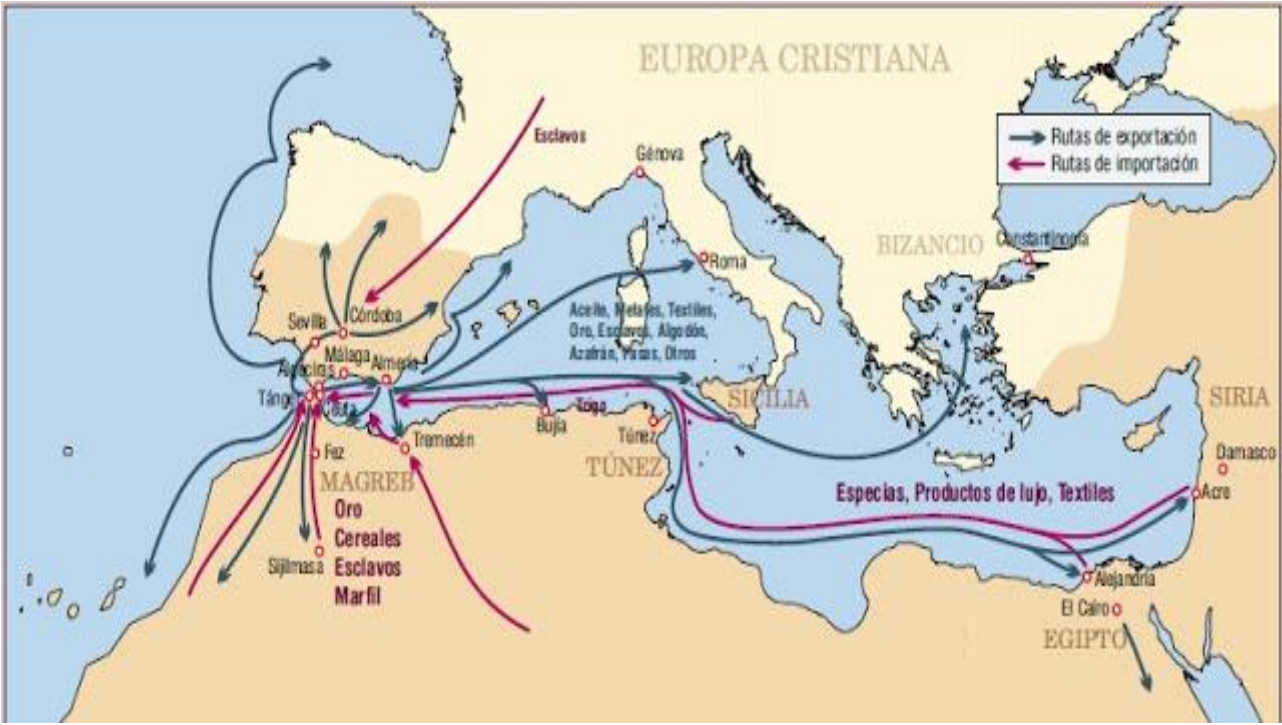 EUROPA CRISTIANA
Rutas de exportación
Rutas de importación
Esclavos
Génova
BIZANCIO
Constantinopla
Roma
Aceite, Metales, Textiles,
Oro, Esclavos, Algodón,
Azafrán, Pasas, Otros
Sevilla
Córdoba
Málaga
Almería
Algeciras
Tánger
Ceuta
SICILIA
SIRIA
Trigo
Bujía
Túnez
Tremecén
Fez
TÚNEZ
Damasco
MAGREB
Acre
Especias, Productos de lujo, Textiles
Oro
Cereales
Esclavos
Marfil
Sijilmasa
Alejandría
El Cairo
EGIPTO